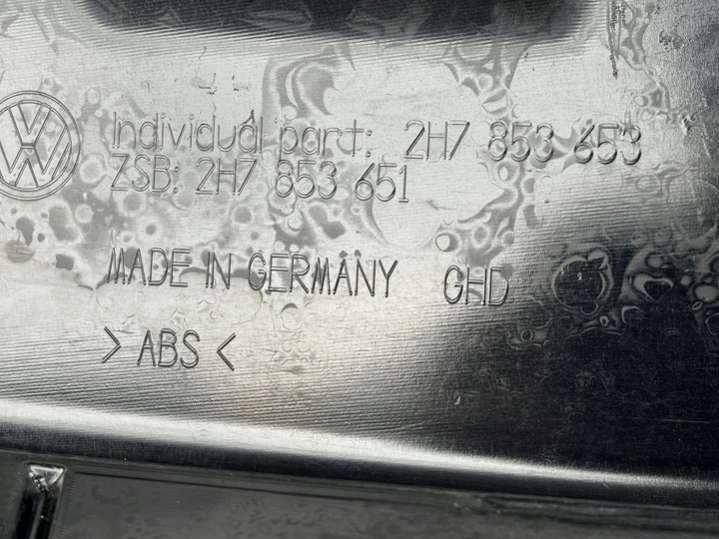 Individual part: 2H7 853 653
ZSB: 2H7 853 651
MADE IN GERMANY GHD
>ABS<